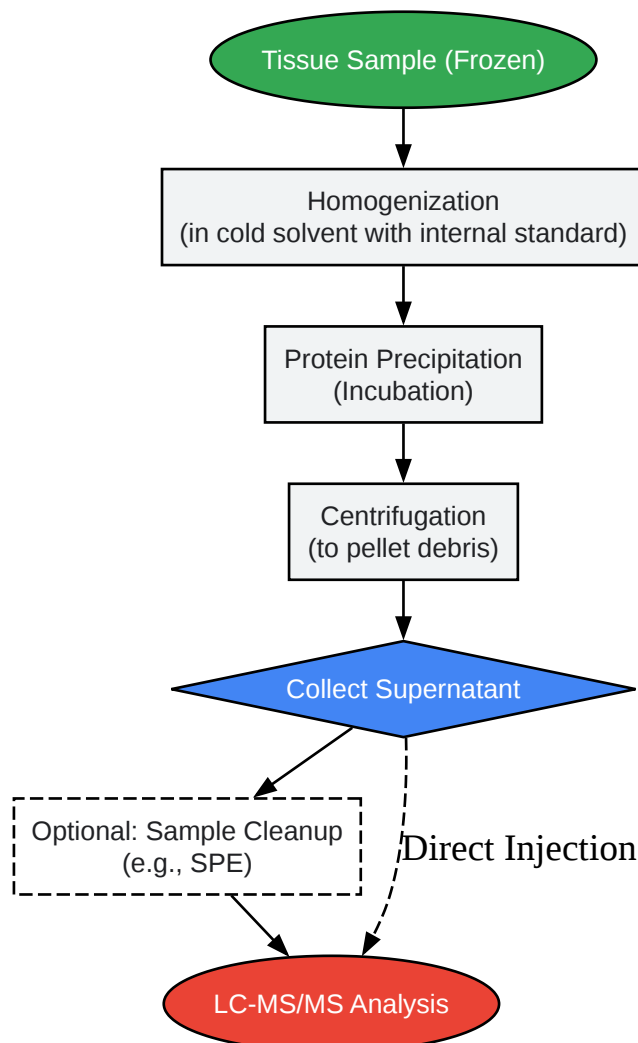 Tissue Sample (Frozen)
Homogenization
(in cold solvent with internal standard)
Protein Precipitation
(Incubation)
Centrifugation
(to pellet debris)
Collect Supernatant
Optional: Sample Cleanup
(e.g., SPE)
Direct Injection
LC-MS/MS Analysis